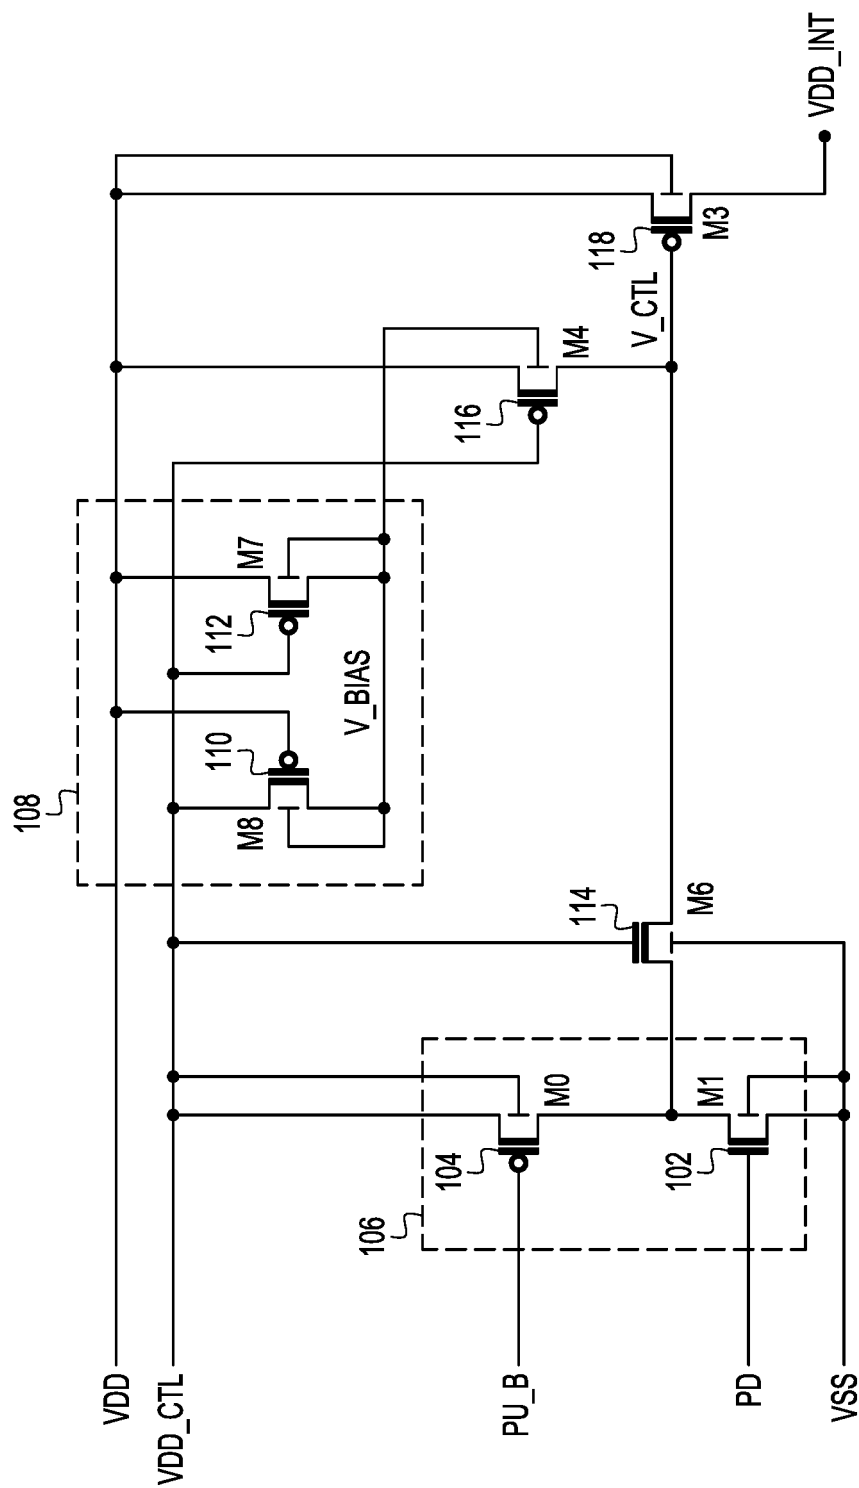 VDD
VDD_CTL
PU_B
PD
VSS
106
104
M0
102
M1
114
M6
108
110
M8
V_BIAS
112
M7
116
M4
V_CTL
118
M3
VDD_INT